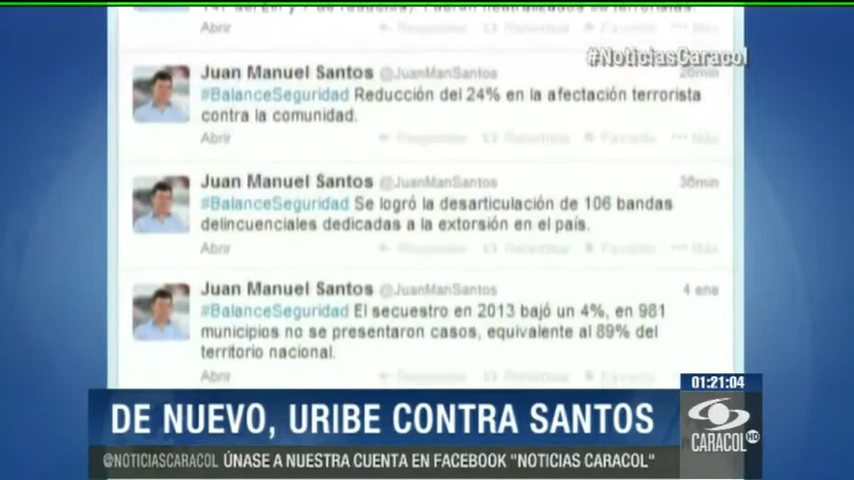 #NoticiasCaracol
Abrir
Juan Manuel Santos @JuanManSantos 26min
#BalanceSeguridad Reducción del 24% en la afectación terrorista
contra la comunidad.
Abrir
Juan Manuel Santos @JuanManSantos 36min
#BalanceSeguridad Se logró la desarticulación de 106 bandas
delincuenciales dedicadas a la extorsión en el país.
Abrir
Juan Manuel Santos @JuanManSantos 4 ene
#BalanceSeguridad El secuestro en 2013 bajó un 4%, en 981
municipios no se presentaron casos, equivalente al 89% del
territorio nacional.
Abrir
01:21:04
DE NUEVO, URIBE CONTRA SANTOS
CARACOL HD
@NOTICIASCARACOL ÚNASE A NUESTRA CUENTA EN FACEBOOK "NOTICIAS CARACOL"